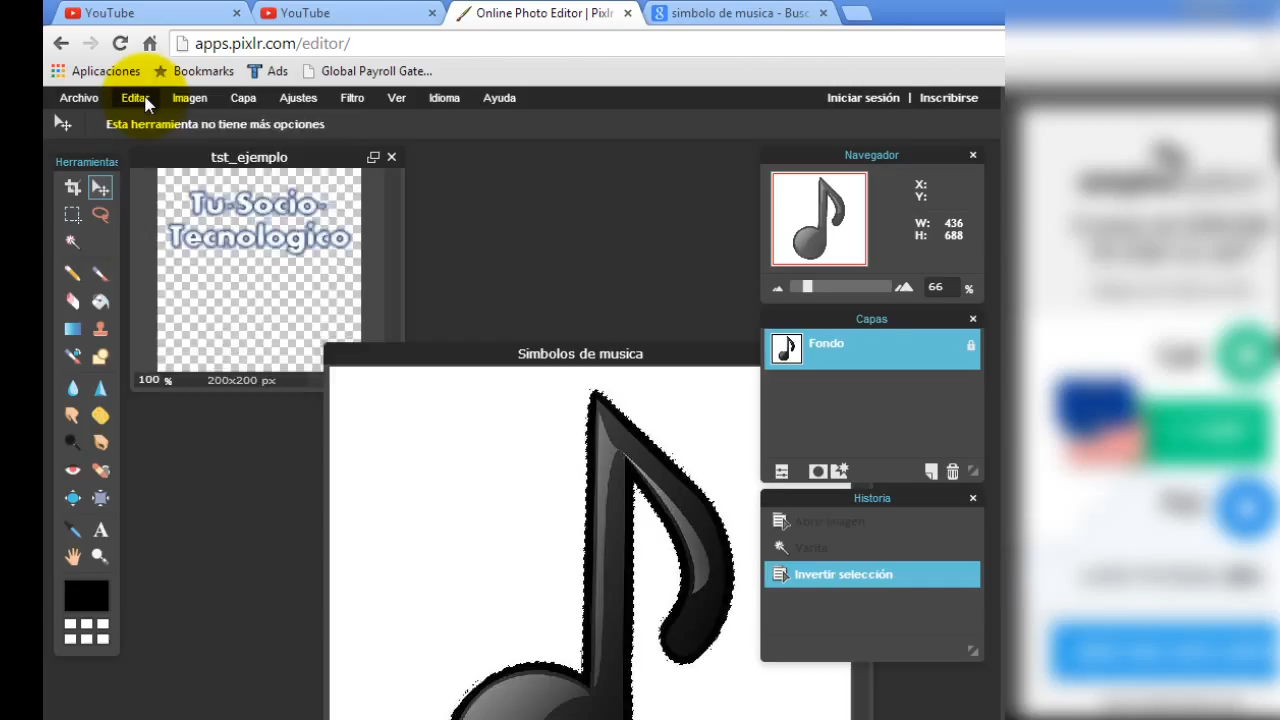 YouTube
YouTube
Online Photo Editor | Pixlr
simbolo de musica - Busc
apps.pixlr.com/editor/
Aplicaciones
Bookmarks
Ads
Global Payroll Gate...
Archivo
Editar
Imagen
Capa
Ajustes
Filtro
Ver
Idioma
Ayuda
Iniciar sesión | Inscribirse
Esta herramienta no tiene más opciones
Herramientas
tst_ejemplo
Tu-Socio-
Tecnologico
100 %
200x200 px
Simbolos de musica
Navegador
X:
Y:
W: 436
H: 688
66 %
Capas
Fondo
Historia
Abrir imagen
Varita
Invertir selección